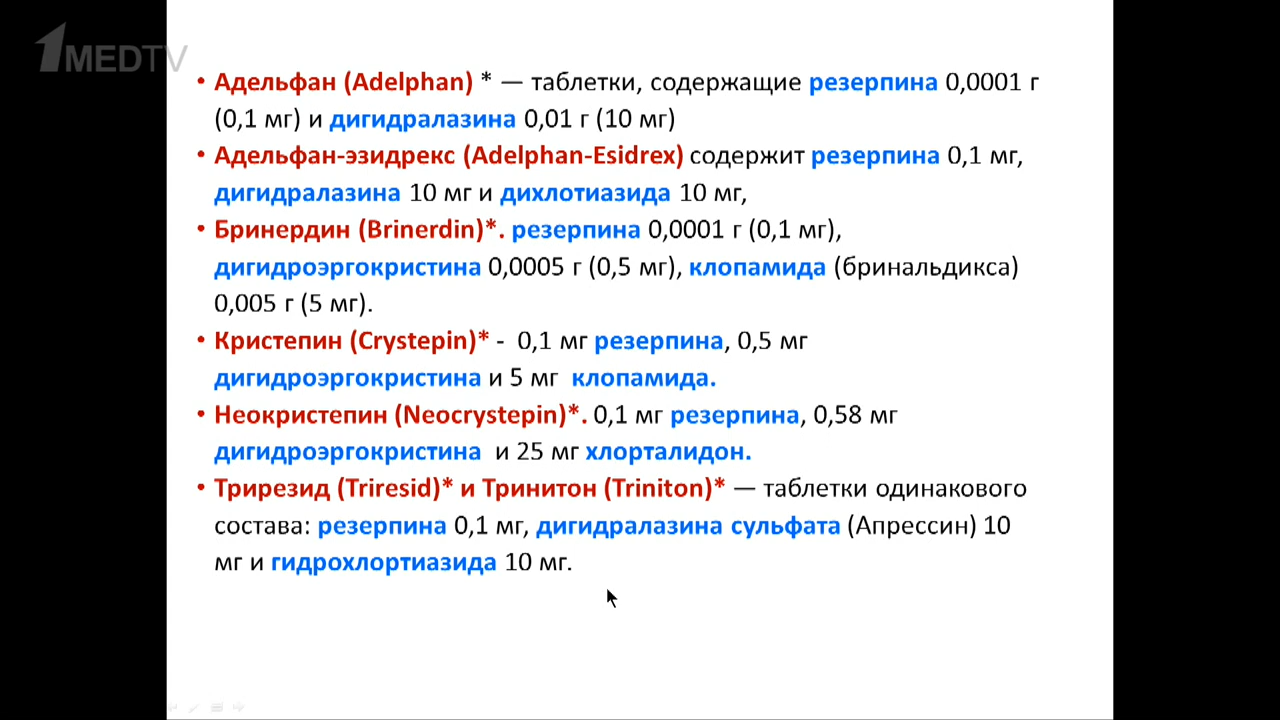 1MEDTV
• Адельфан (Adelphan) * — таблетки, содержащие резерпина 0,0001 г
(0,1 мг) и дигидралазина 0,01 г (10 мг)
• Адельфан-эзидрекс (Adelphan-Esidrex) содержит резерпина 0,1 мг,
дигидралазина 10 мг и дихлотиазида 10 мг,
• Бринердин (Brinerdin)*. резерпина 0,0001 г (0,1 мг),
дигидроэргокристина 0,0005 г (0,5 мг), клопамида (бринальдикса)
0,005 г (5 мг).
• Кристепин (Crystepin)* - 0,1 мг резерпина, 0,5 мг
дигидроэргокристина и 5 мг клопамида.
• Неокристепин (Neocrystepin)*. 0,1 мг резерпина, 0,58 мг
дигидроэргокристина и 25 мг хлорталидон.
• Трирезид (Triresid)* и Тринитон (Triniton)* — таблетки одинакового
состава: резерпина 0,1 мг, дигидралазина сульфата (Апрессин) 10
мг и гидрохлортиазида 10 мг.